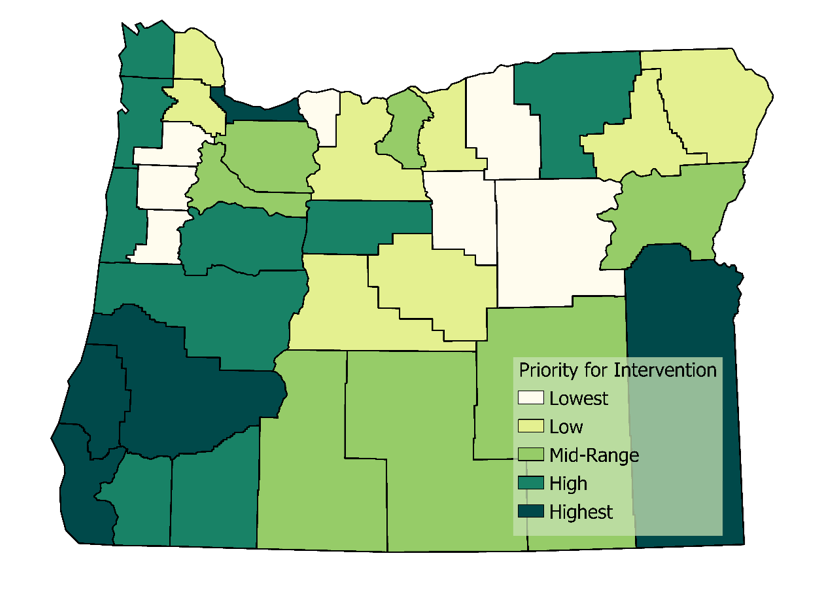 Priority for Intervention
Lowest
Low
Mid-Range
High
Highest